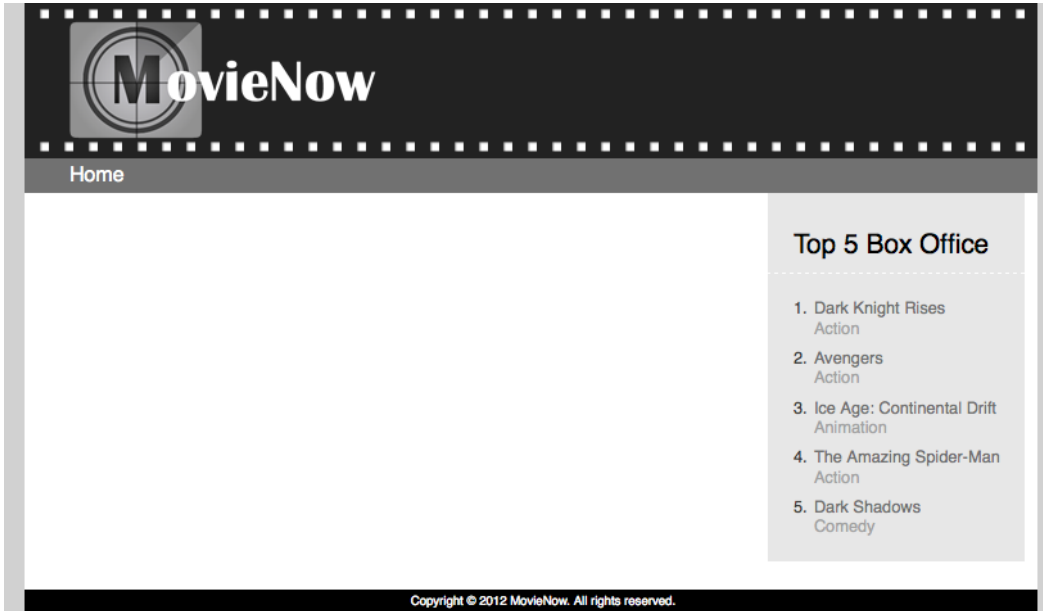 MovieNow
Home
Top 5 Box Office
1. Dark Knight Rises
Action
2. Avengers
Action
3. Ice Age: Continental Drift
Animation
4. The Amazing Spider-Man
Action
5. Dark Shadows
Comedy
Copyright © 2012 MovieNow. All rights reserved.